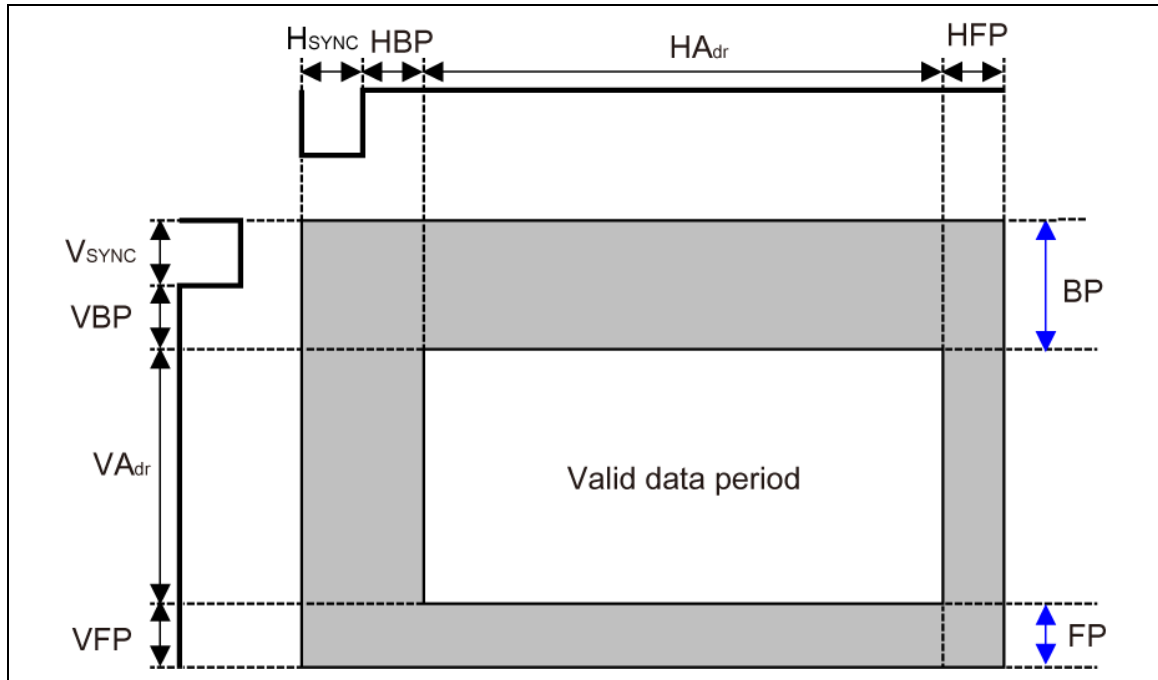 HSYNC HBP HAdr HFP
VSYNC
BP
VBP
VAdr
Valid data period
VFP
FP